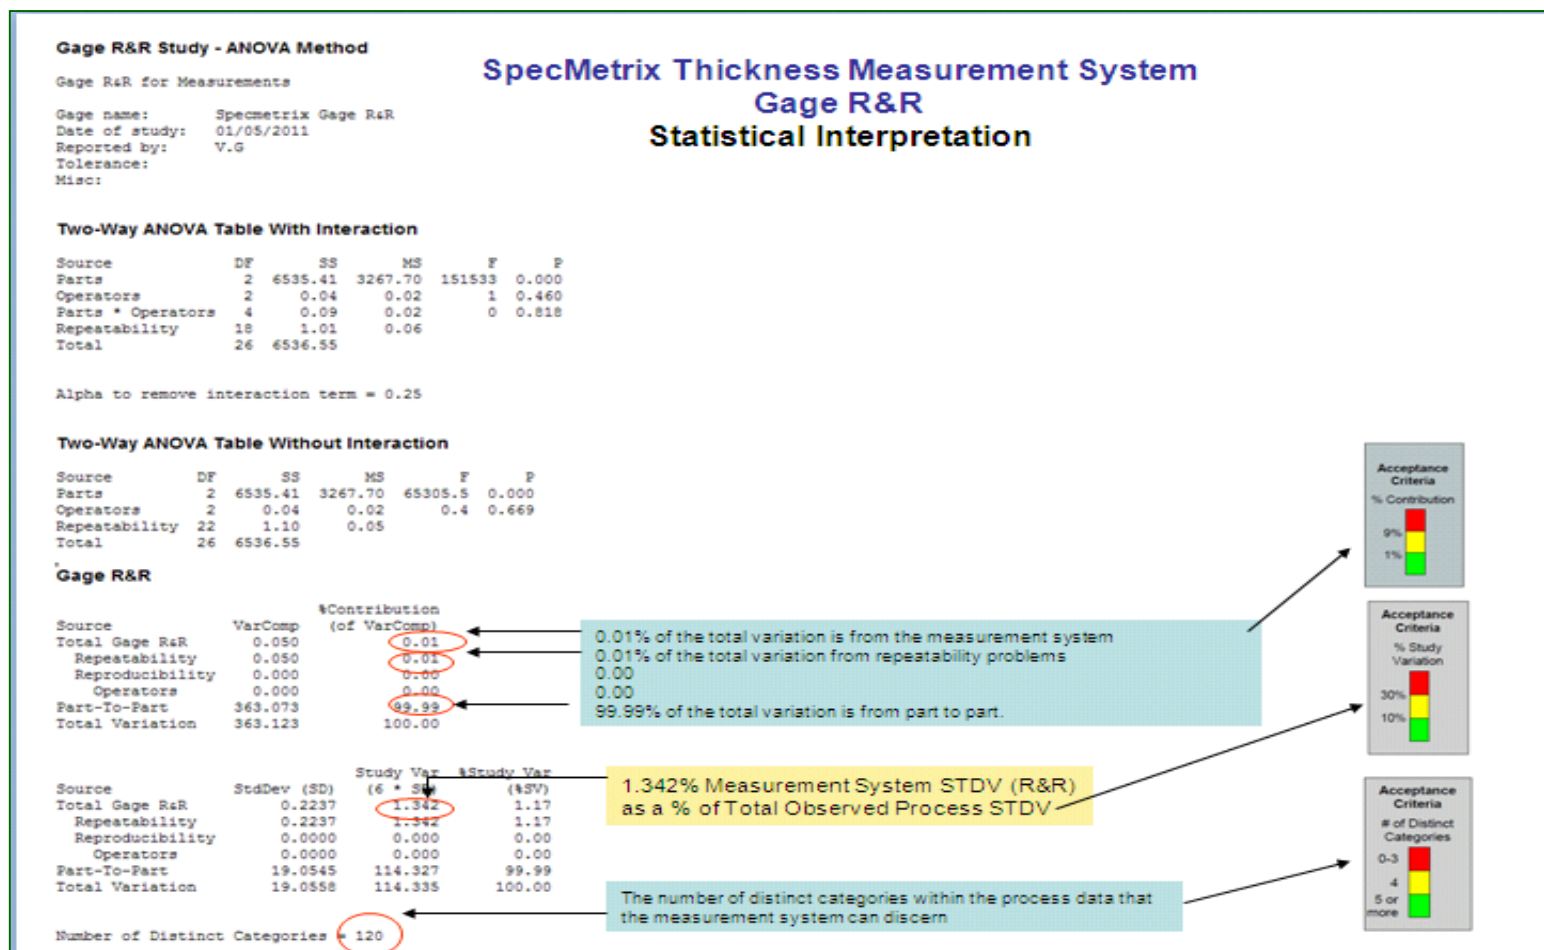 Gage R&R Study - ANOVA Method
SpecMetrix Thickness Measurement System
Gage R&R
Statistical Interpretation
Gage R&R for Measurements
Gage name: Specmetrix Gage R&R
Date of study: 01/05/2011
Reported by: V.G
Tolerance:
Misc:
Two-Way ANOVA Table With Interaction
Source DF SS MS F P
Parts 2 6535.41 3267.70 151533 0.000
Operators 2 0.04 0.02 1 0.460
Parts * Operators 4 0.09 0.02 0 0.818
Repeatability 18 1.01 0.06
Total 26 6536.55
Alpha to remove interaction term = 0.25
Two-Way ANOVA Table Without Interaction
Source DF SS MS F P
Parts 2 6535.41 3267.70 65305.5 0.000
Operators 2 0.04 0.02 0.4 0.669
Repeatability 22 1.10 0.05
Total 26 6536.55
Gage R&R
%Contribution
Source VarComp (of VarComp)
Total Gage R&R 0.050 0.01
Repeatability 0.050 0.01
Reproducibility 0.000 0.00
Operators 0.000 0.00
Part-To-Part 363.073 99.99
Total Variation 363.123 100.00
0.01% of the total variation is from the measurement system
0.01% of the total variation from repeatability problems
0.00
0.00
99.99% of the total variation is from part to part.
Study Var %Study Var
Source StdDev (SD) (6 * SD) (%SV)
Total Gage R&R 0.2237 1.342 1.17
Repeatability 0.2237 1.342 1.17
Reproducibility 0.0000 0.000 0.00
Operators 0.0000 0.000 0.00
Part-To-Part 19.0545 114.327 99.99
Total Variation 19.0558 114.335 100.00
1.342% Measurement System STDV (R&R)
as a % of Total Observed Process STDV
Number of Distinct Categories = 120
The number of distinct categories within the process data that
the measurement system can discern
Acceptance
Criteria
% Contribution
9%
1%
Acceptance
Criteria
% Study
Variation
30%
10%
Acceptance
Criteria
# of Distinct
Categories
0-3
4
5 or
more